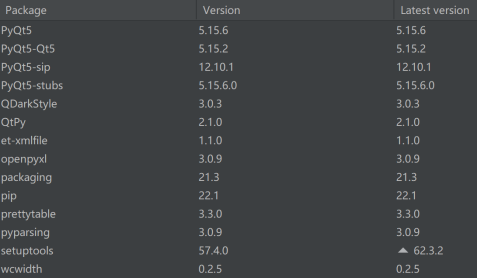 Package Version Latest version
PyQt5 5.15.6 5.15.6
PyQt5-Qt5 5.15.2 5.15.2
PyQt5-sip 12.10.1 12.10.1
PyQt5-stubs 5.15.6.0 5.15.6.0
QDarkStyle 3.0.3 3.0.3
QtPy 2.1.0 2.1.0
et-xmlfile 1.1.0 1.1.0
openpyxl 3.0.9 3.0.9
packaging 21.3 21.3
pip 22.1 22.1
prettytable 3.3.0 3.3.0
pyparsing 3.0.9 3.0.9
setuptools 57.4.0 62.3.2
wcwidth 0.2.5 0.2.5